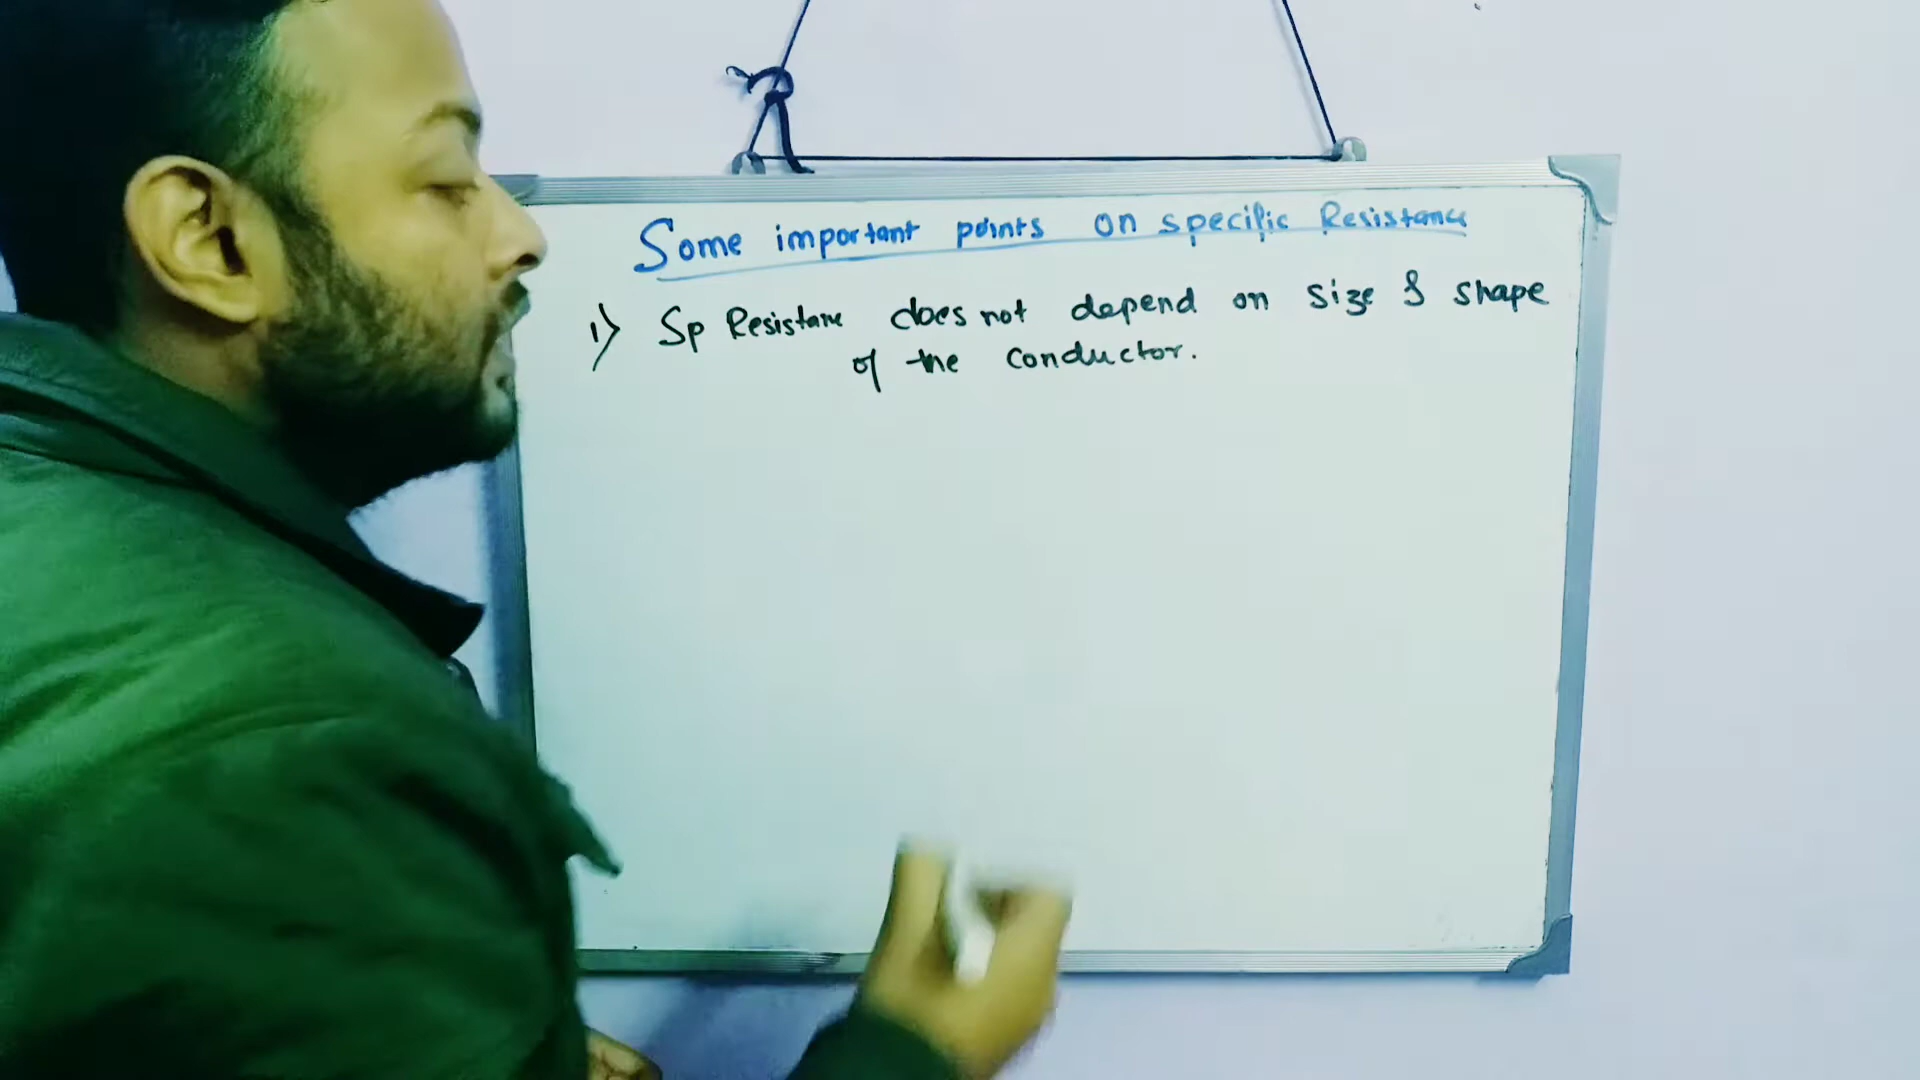 Some important points on specific Resistance
1) Sp Resistance does not depend on size & shape
of the conductor.